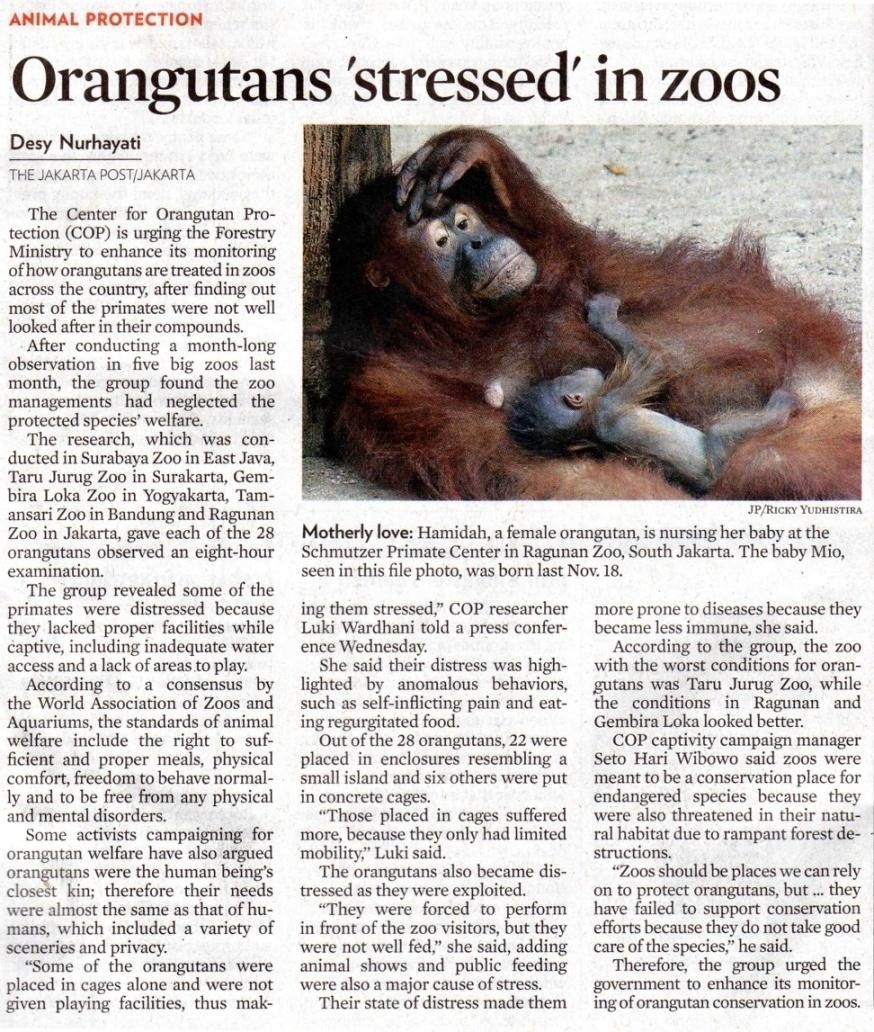 ANIMAL PROTECTION
Orangutans 'stressed' in zoos
Desy Nurhayati
THE JAKARTA POST/JAKARTA
The Center for Orangutan Pro-
tection (COP) is urging the Forestry
Ministry to enhance its monitoring
of how orangutans are treated in zoos
across the country, after finding out
most of the primates were not well
looked after in their compounds.
After conducting a month-long
observation in five big zoos last
month, the group found the zoo
managements had neglected the
protected species' welfare.
The research, which was con-
ducted in Surabaya Zoo in East Java,
Taru Jurug Zoo in Surakarta, Gem-
bira Loka Zoo in Yogyakarta, Tam-
ansari Zoo in Bandung and Ragunan
Zoo in Jakarta, gave each of the 28
orangutans observed an eight-hour
examination.
The group revealed some of the
primates were distressed because
they lacked proper facilities while
captive, including inadequate water
access and a lack of areas to play.
According to a consensus by
the World Association of Zoos and
Aquariums, the standards of animal
welfare include the right to suf-
ficient and proper meals, physical
comfort, freedom to behave normal-
ly and to be free from any physical
and mental disorders.
Some activists campaigning for
orangutan welfare have also argued
orangutans were the human being's
closest kin; therefore their needs
were almost the same as that of hu-
mans, which included a variety of
sceneries and privacy.
"Some of the orangutans were
placed in cages alone and were not
given playing facilities, thus mak-
JP/RICKY YUDHISTIRA
Motherly love: Hamidah, a female orangutan, is nursing her baby at the
Schmutzer Primate Center in Ragunan Zoo, South Jakarta. The baby Mio,
seen in this file photo, was born last Nov. 18.
ing them stressed," COP researcher
Luki Wardhani told a press confer-
ence Wednesday.
She said their distress was high-
lighted by anomalous behaviors,
such as self-inflicting pain and eat-
ing regurgitated food.
Out of the 28 orangutans, 22 were
placed in enclosures resembling a
small island and six others were put
in concrete cages.
"Those placed in cages suffered
more, because they only had limited
mobility," Luki said.
The orangutans also became dis-
tressed as they were exploited.
"They were forced to perform
in front of the zoo visitors, but they
were not well fed," she said, adding
animal shows and public feeding
were also a major cause of stress.
Their state of distress made them
more prone to diseases because they
became less immune, she said.
According to the group, the zoo
with the worst conditions for oran-
gutans was Taru Jurug Zoo, while
the conditions in Ragunan and
Gembira Loka looked better.
COP captivity campaign manager
Seto Hari Wibowo said zoos were
meant to be a conservation place for
endangered species because they
were also threatened in their natu-
ral habitat due to rampant forest de-
structions.
"Zoos should be places we can rely
on to protect orangutans, but ... they
have failed to support conservation
efforts because they do not take good
care of the species," he said.
Therefore, the group urged the
government to enhance its monitor-
ing of orangutan conservation in zoos.